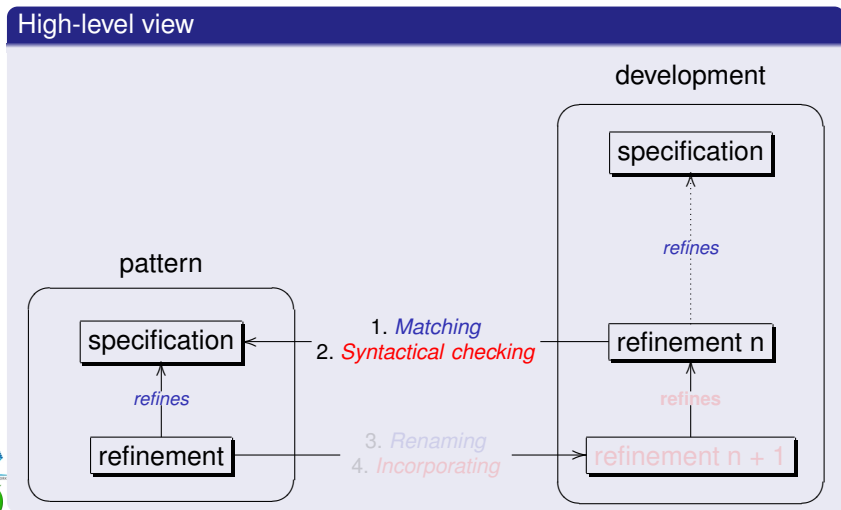 High-level view
development
specification
refines
pattern
specification
1. Matching
2. Syntactical checking
refinement n
refines
refines
refinement
3. Renaming
4. Incorporating
refinement n + 1